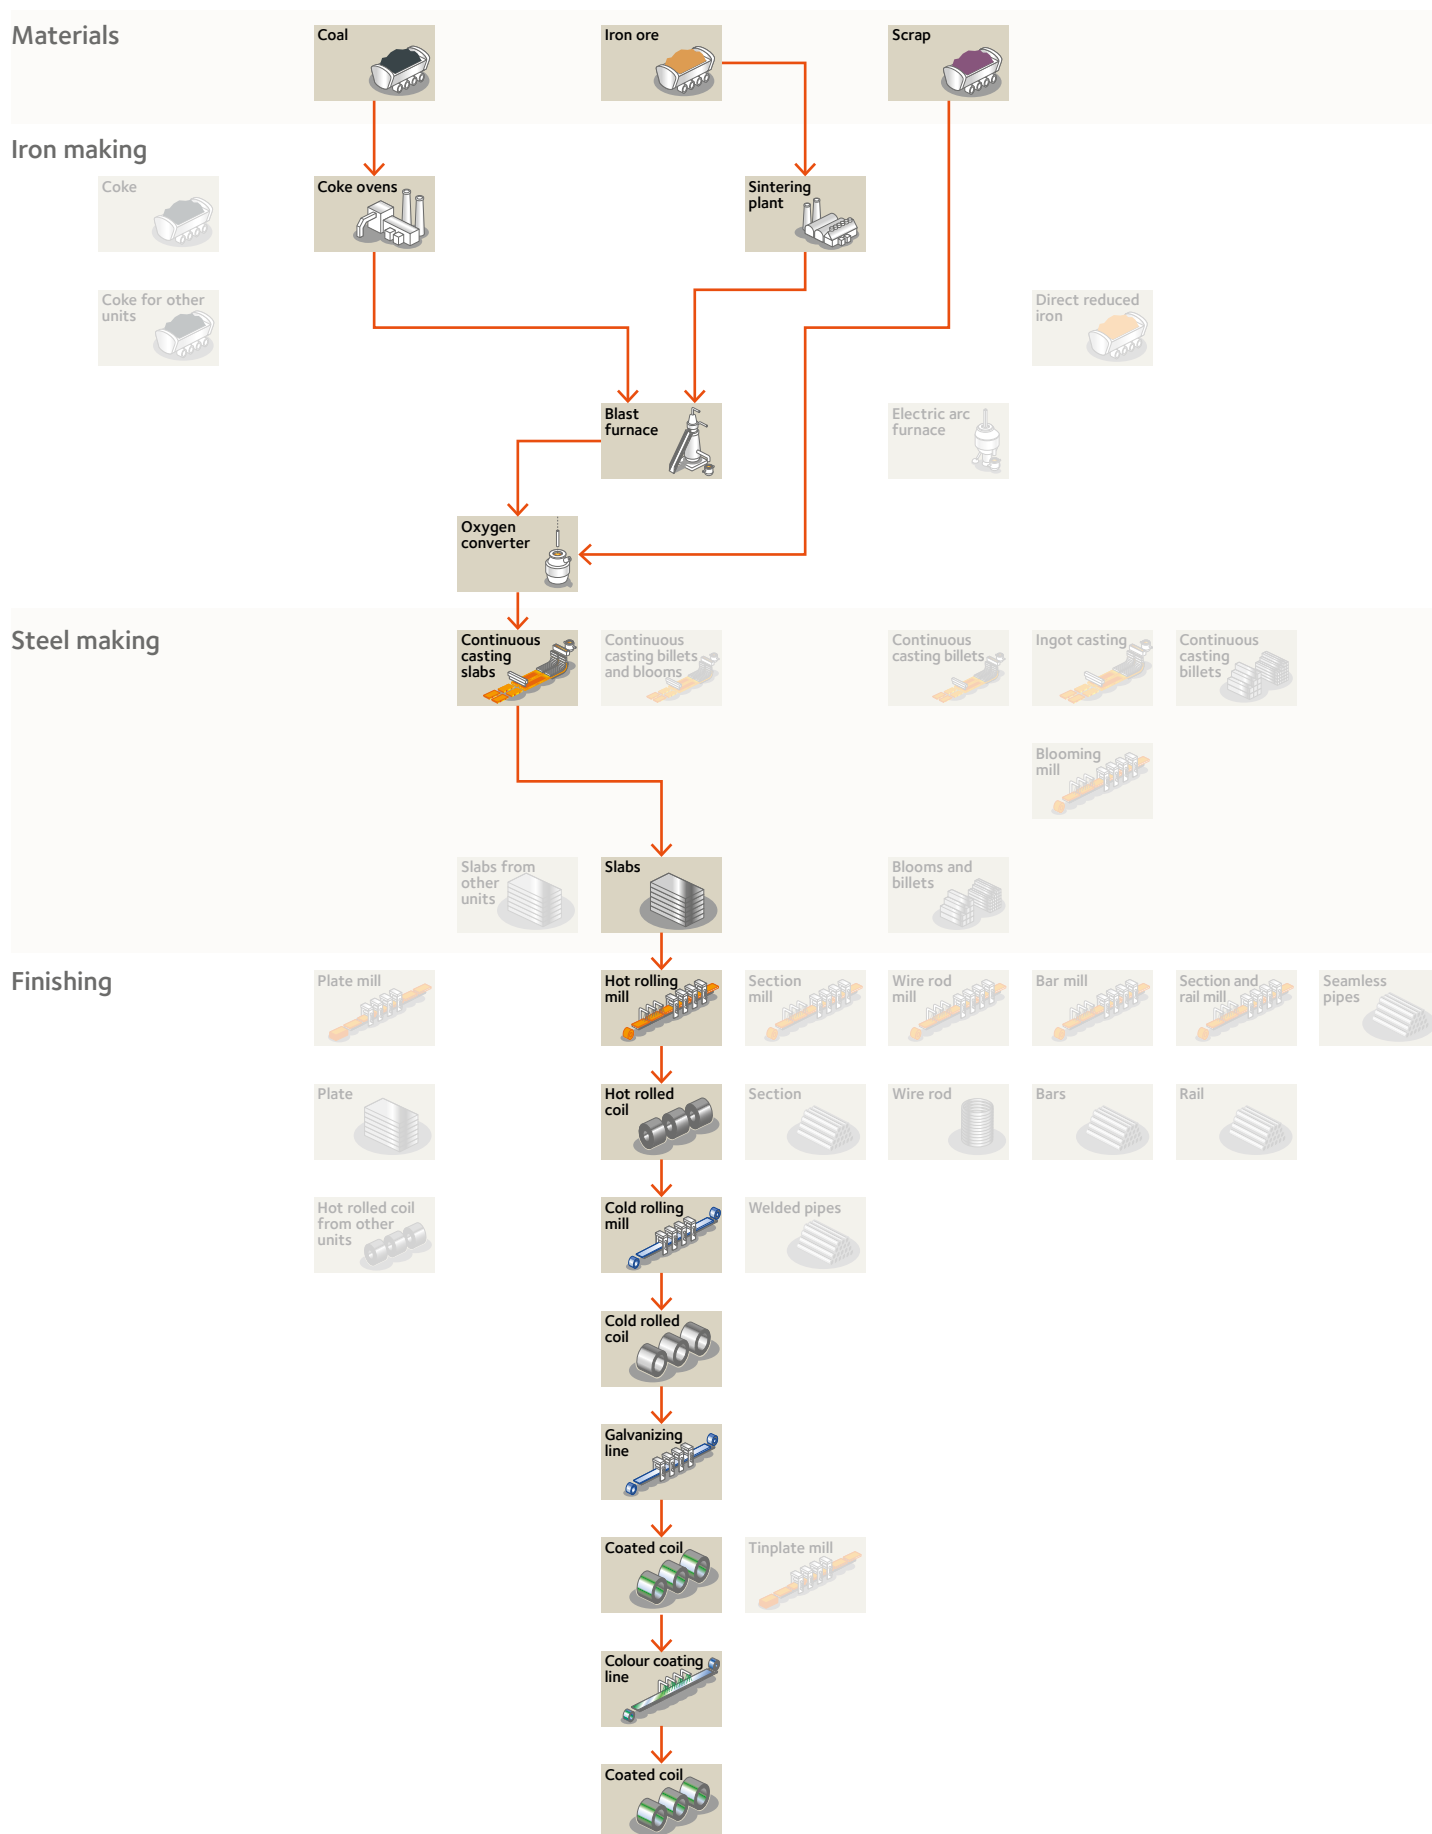 Materials
Coal
Iron ore
Scrap
Iron making
Coke
Coke ovens
Sintering
plant
Coke for other
units
Direct reduced
iron
Blast
furnace
Electric arc
furnace
Oxygen
converter
Steel making
Continuous
casting
slabs
Continuous
casting billets
and blooms
Continuous
casting billets
Ingot casting
Continuous
casting
billets
Blooming
mill
Slabs from
other
units
Slabs
Blooms and
billets
Finishing
Plate mill
Hot rolling
mill
Section
mill
Wire rod
mill
Bar mill
Section and
rail mill
Seamless
pipes
Plate
Hot rolled
coil
Section
Wire rod
Bars
Rail
Hot rolled coil
from other
units
Cold rolling
mill
Welded pipes
Cold rolled
coil
Galvanizing
line
Coated coil
Tinplate mill
Colour coating
line
Coated coil